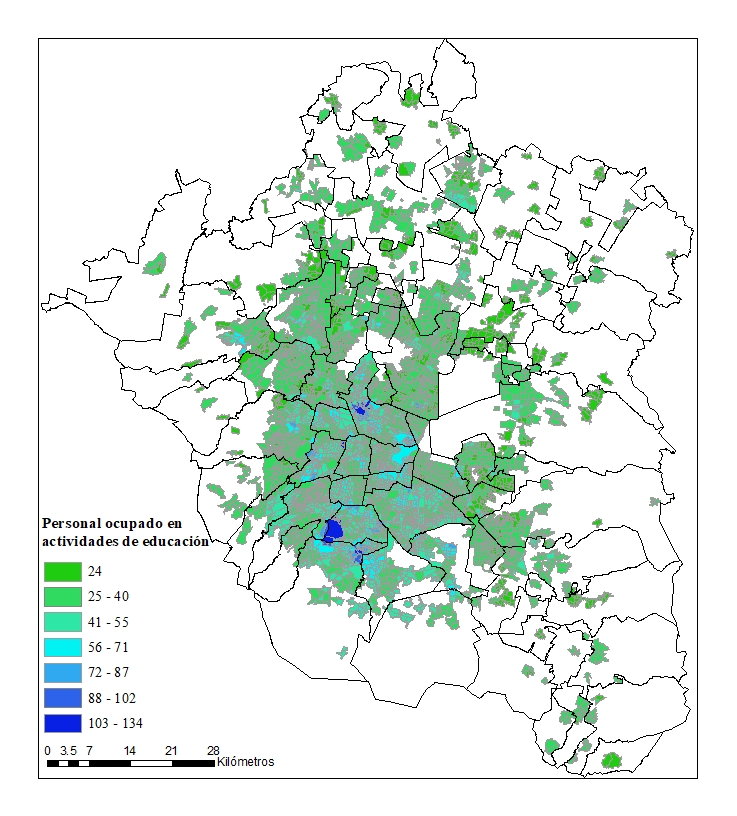 Personal ocupado en
actividades de educación
24
25 - 40
41 - 55
56 - 71
72 - 87
88 - 102
103 - 134
0 3.5 7 14 21 28
Kilómetros